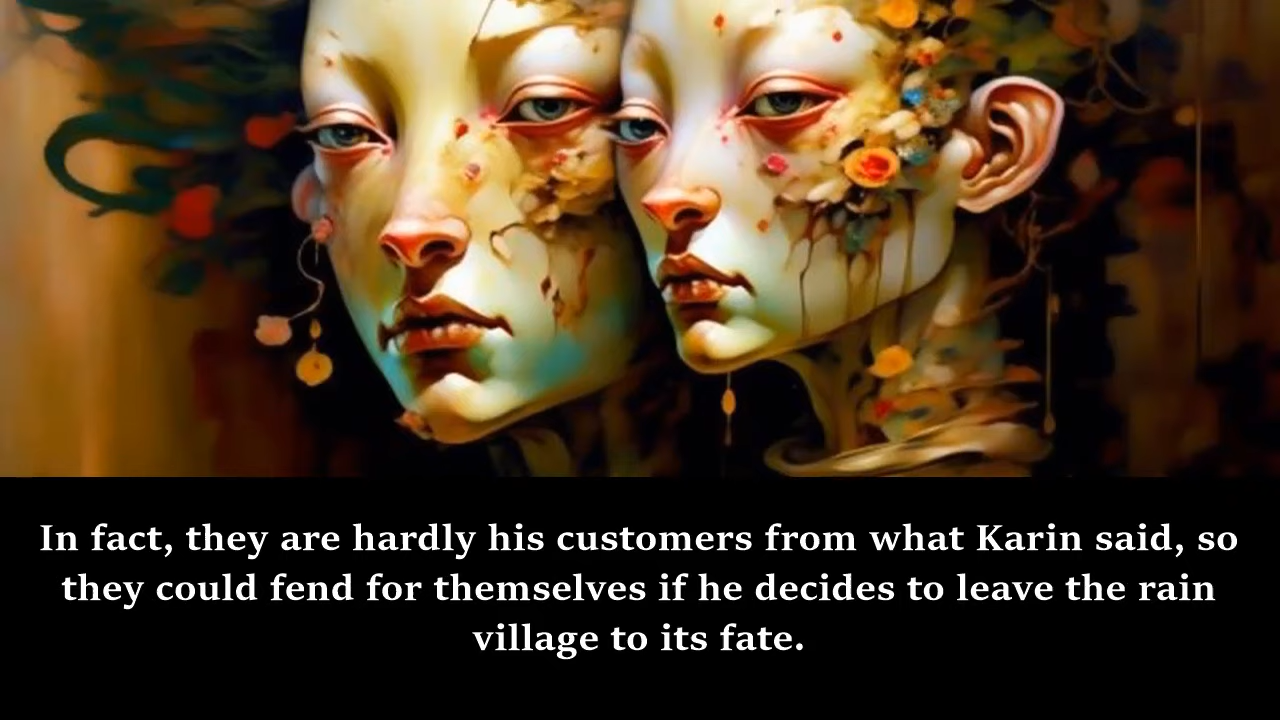 In fact, they are hardly his customers from what Karin said, so
they could fend for themselves if he decides to leave the rain
village to its fate.